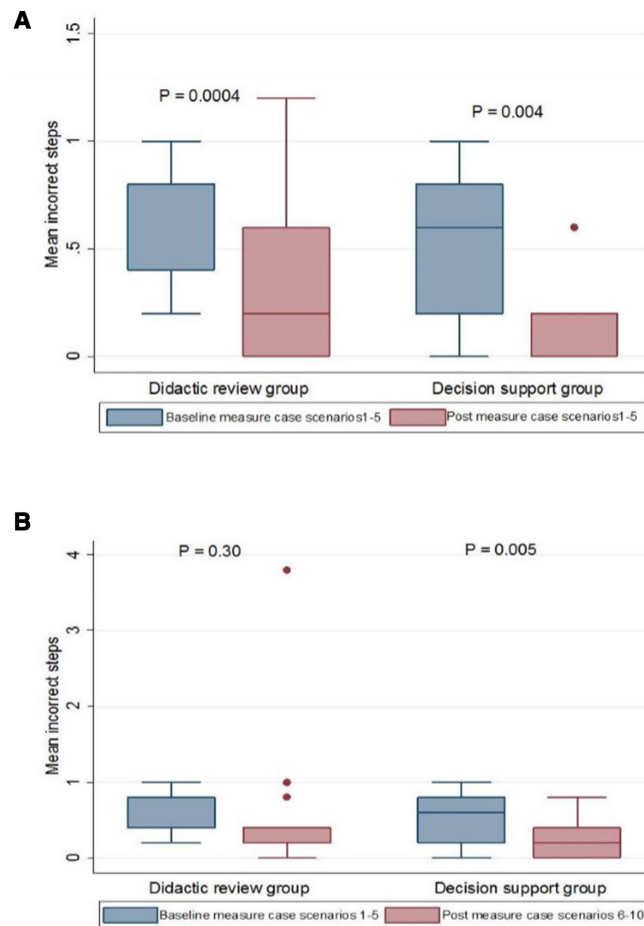 A
1.5
P = 0.0004
P = 0.004
1
Mean incorrect steps
.5
0
Didactic review group
Decision support group
Baseline measure case scenarios1-5
Post measure case scenarios1-5
B
4
P = 0.30
P = 0.005
3
Mean incorrect steps
2
1
0
Didactic review group
Decision support group
Baseline measure case scenarios 1-5
Post measure case scenarios 6-10